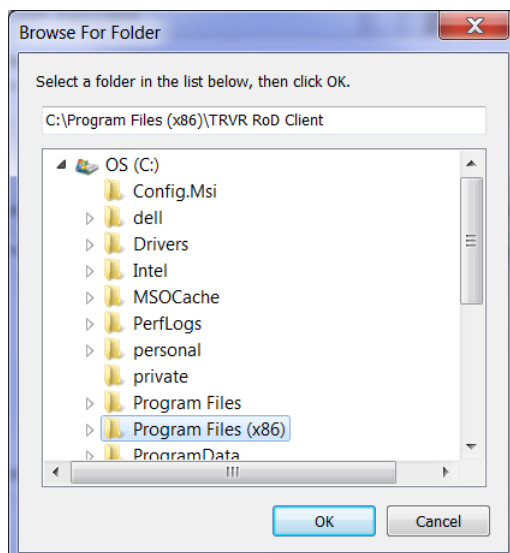 Browse For Folder
Select a folder in the list below, then click OK.
C:\Program Files (x86)\TRVR RoD Client
OS (C:)
Config.Msi
dell
Drivers
Intel
MSOCache
PerfLogs
personal
private
Program Files
Program Files (x86)
ProgramData
OK Cancel